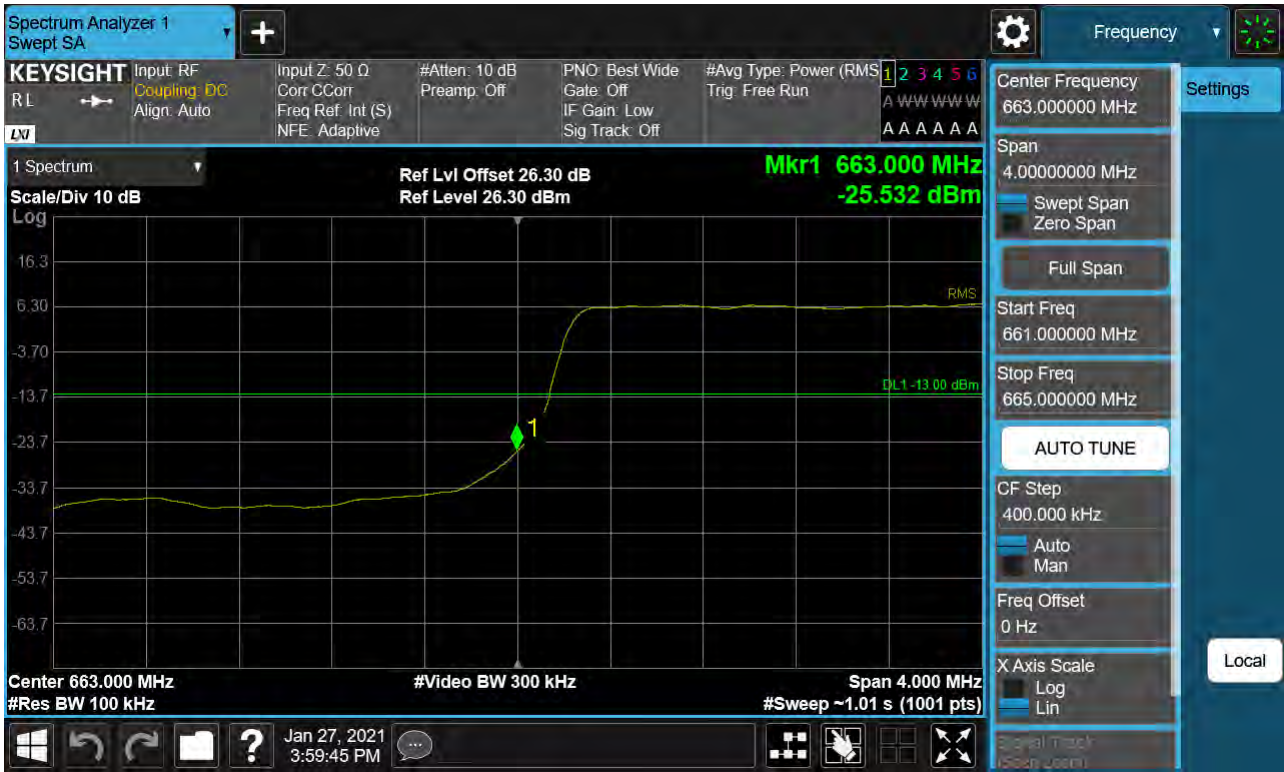 Spectrum Analyzer 1
Swept SA
+
Frequency
KEYSIGHT
RL
LXI
Input: RF
Coupling: DC
Align: Auto
Input Z: 50 Ω
Corr CCorr
Freq Ref: Int (S)
NFE: Adaptive
#Atten: 10 dB
Preamp: Off
PNO: Best Wide
Gate: Off
IF Gain: Low
Sig Track: Off
#Avg Type: Power (RMS
Trig: Free Run
1 2 3 4 5 6
A W W W W W
A A A A A A
Center Frequency
663.000000 MHz
Settings
Span
4.00000000 MHz
Swept Span
Zero Span
Full Span
Start Freq
661.000000 MHz
Stop Freq
665.000000 MHz
AUTO TUNE
CF Step
400.000 kHz
Auto
Man
Freq Offset
0 Hz
X Axis Scale
Log
Lin
Signal Track
(Span Zoom)
Local
1 Spectrum
Scale/Div 10 dB
Log
Ref Lvl Offset 26.30 dB
Ref Level 26.30 dBm
Mkr1 663.000 MHz
-25.532 dBm
16.3
6.30
-3.70
-13.7
-23.7
-33.7
-43.7
-53.7
-63.7
RMS
DL1 -13.00 dBm
1
Center 663.000 MHz
#Res BW 100 kHz
#Video BW 300 kHz
Span 4.000 MHz
#Sweep ~1.01 s (1001 pts)
?
Jan 27, 2021
3:59:45 PM